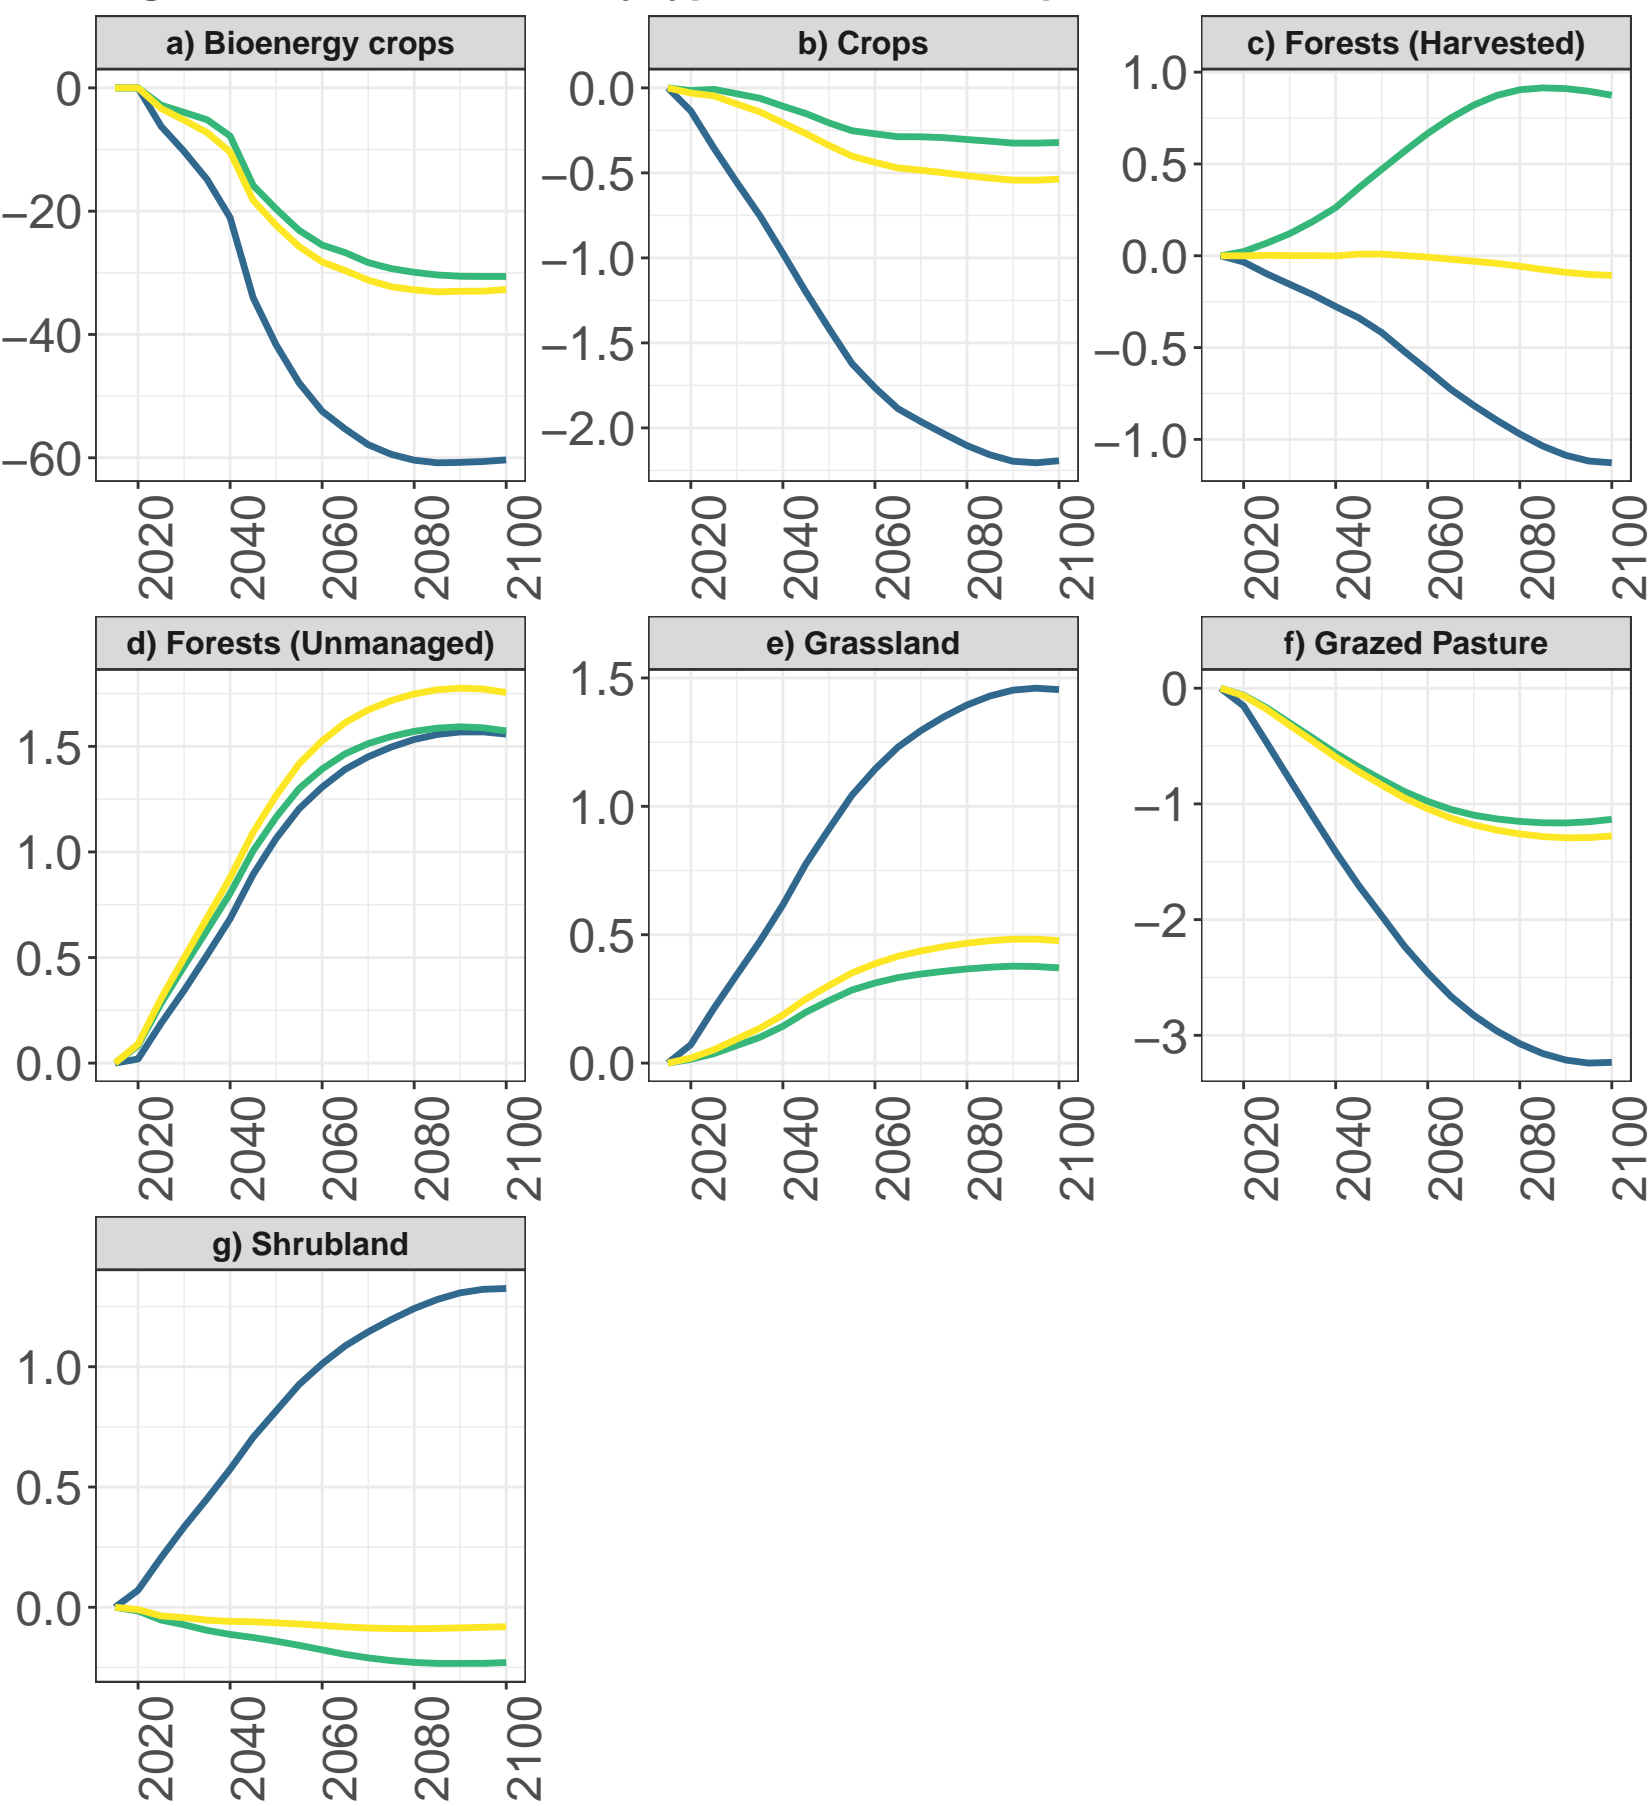 a) Bioenergy crops
0
−20
−40
−60
2020 2040 2060 2080 2100
b) Crops
0.0
−0.5
−1.0
−1.5
−2.0
2020 2040 2060 2080 2100
c) Forests (Harvested)
1.0
0.5
0.0
−0.5
−1.0
2020 2040 2060 2080 2100
d) Forests (Unmanaged)
1.5
1.0
0.5
0.0
2020 2040 2060 2080 2100
e) Grassland
1.5
1.0
0.5
0.0
2020 2040 2060 2080 2100
f) Grazed Pasture
0
−1
−2
−3
2020 2040 2060 2080 2100
g) Shrubland
1.0
0.5
0.0
2020 2040 2060 2080 2100